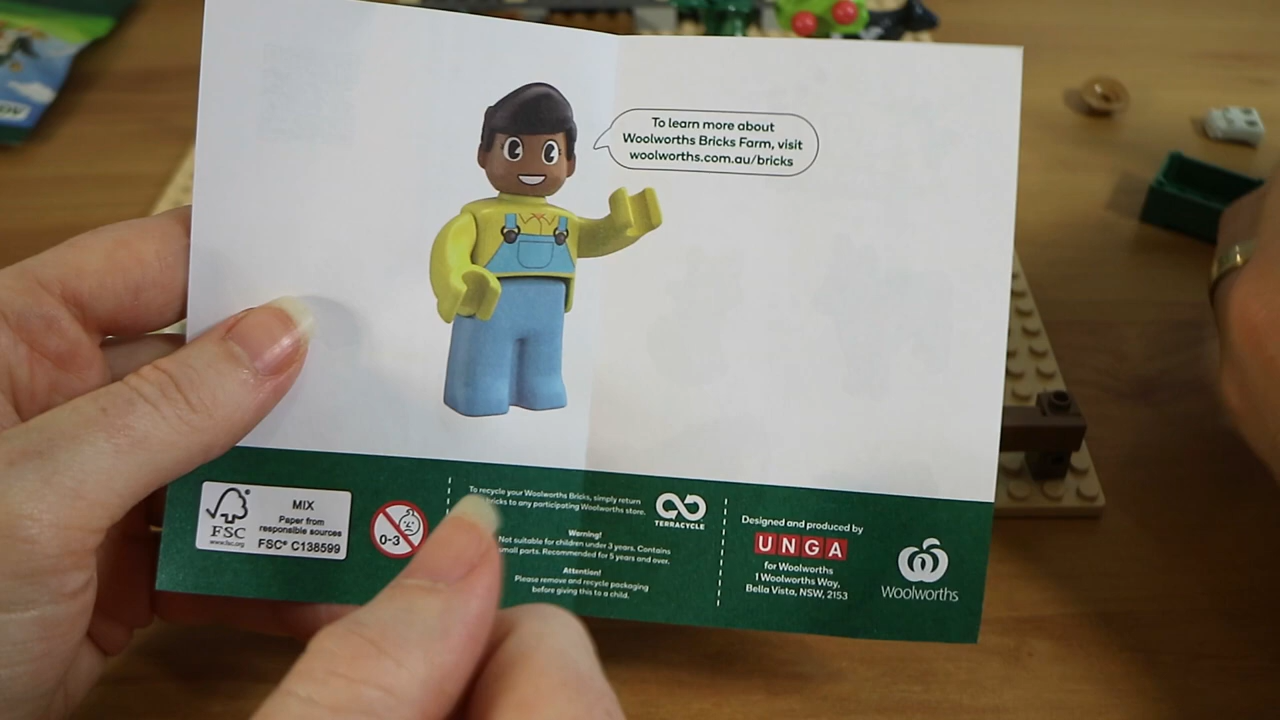 To learn more about
Woolworths Bricks Farm, visit
woolworths.com.au/bricks
FSC®
www.fsc.org
MIX
Paper from
responsible sources
FSC® C138599
0-3
To recycle your Woolworths Bricks, simply return
bricks to any participating Woolworths store.
TERRACYCLE
Warning!
Not suitable for children under 3 years. Contains
small parts. Recommended for 5 years and over.
Attention!
Please remove and recycle packaging
before giving this to a child.
Designed and produced by
UNGA
for Woolworths
1 Woolworths Way,
Bella Vista, NSW, 2153
Woolworths